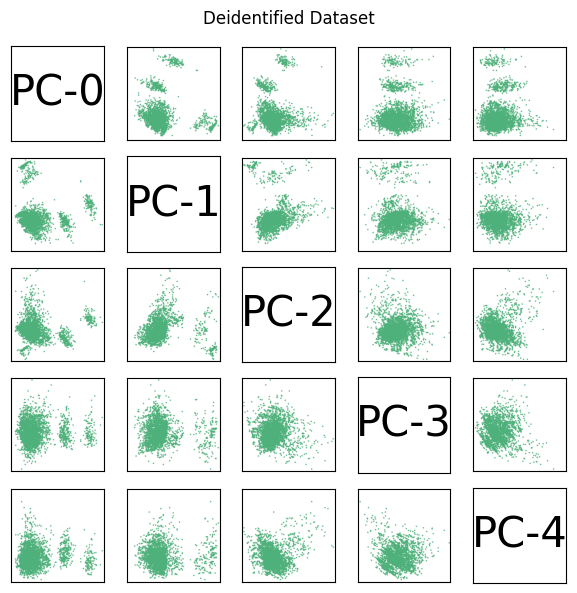 Deidentified Dataset
PC-0
PC-1
PC-2
PC-3
PC-4